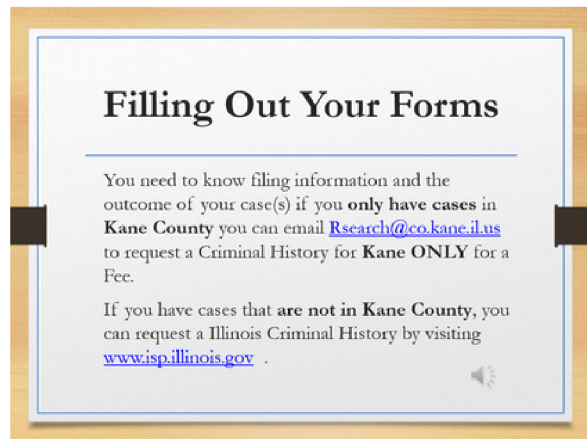 Filling Out Your Forms
You need to know filing information and the
outcome of your case(s) if you only have cases in
Kane County you can email Rsearch@co.kane.il.us
to request a Criminal History for Kane ONLY for a
Fee.
If you have cases that are not in Kane County, you
can request a Illinois Criminal History by visiting
www.isp.illinois.gov .